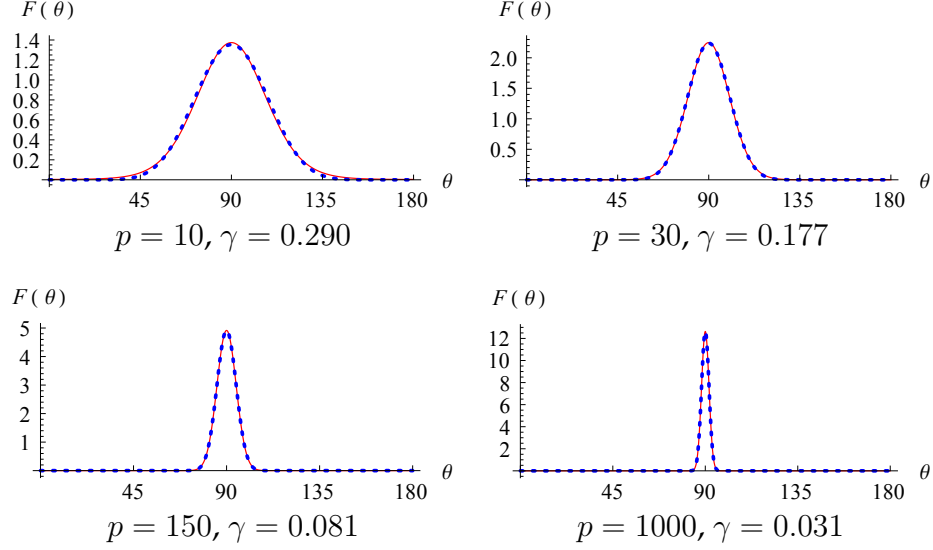 F(θ)
1.4
1.2
1.0
0.8
0.6
0.4
0.2
45 90 135 180 θ
p = 10, γ = 0.290
F(θ)
2.0
1.5
1.0
0.5
45 90 135 180 θ
p = 30, γ = 0.177
F(θ)
5
4
3
2
1
45 90 135 180 θ
p = 150, γ = 0.081
F(θ)
12
10
8
6
4
2
45 90 135 180 θ
p = 1000, γ = 0.031